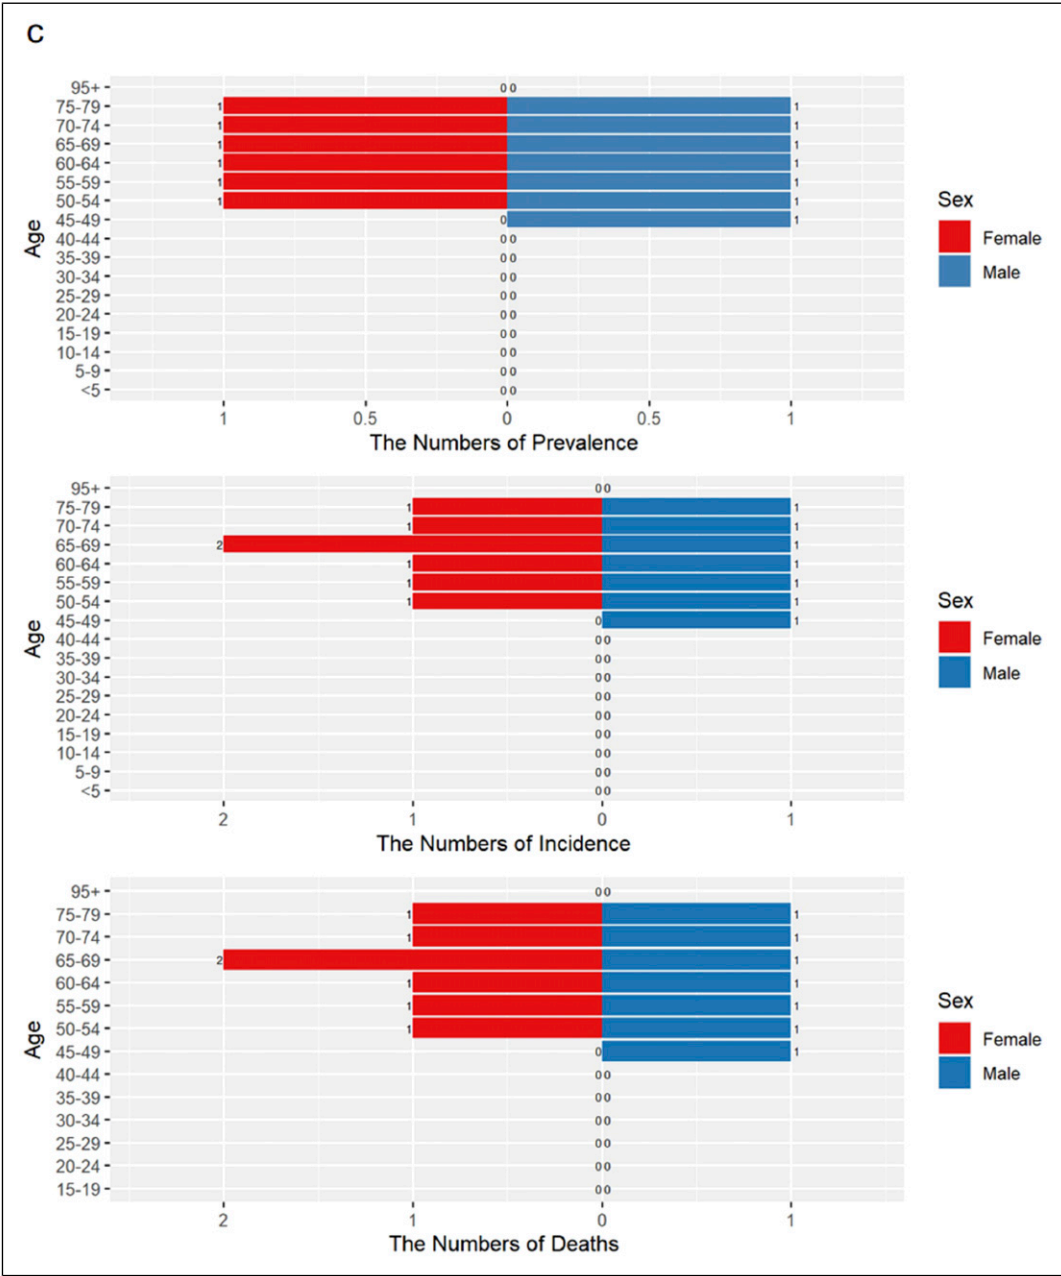 C
Age
95+ 0 0
75-79 1 1
70-74 1 1
65-69 1 1
60-64 1 1
55-59 1 1
50-54 1 1
45-49 0 1
40-44 0 0
35-39 0 0
30-34 0 0
25-29 0 0
20-24 0 0
15-19 0 0
10-14 0 0
5-9 0 0
<5 0 0
1 0.5 0 0.5 1
The Numbers of Prevalence
Sex
Female
Male
Age
95+ 0 0
75-79 1 1
70-74 1 1
65-69 2 1
60-64 1 1
55-59 1 1
50-54 1 1
45-49 0 1
40-44 0 0
35-39 0 0
30-34 0 0
25-29 0 0
20-24 0 0
15-19 0 0
10-14 0 0
5-9 0 0
<5 0 0
2 1 0 1
The Numbers of Incidence
Sex
Female
Male
Age
95+ 0 0
75-79 1 1
70-74 1 1
65-69 2 1
60-64 1 1
55-59 1 1
50-54 1 1
45-49 0 1
40-44 0 0
35-39 0 0
30-34 0 0
25-29 0 0
20-24 0 0
15-19 0 0
2 1 0 1
The Numbers of Deaths
Sex
Female
Male